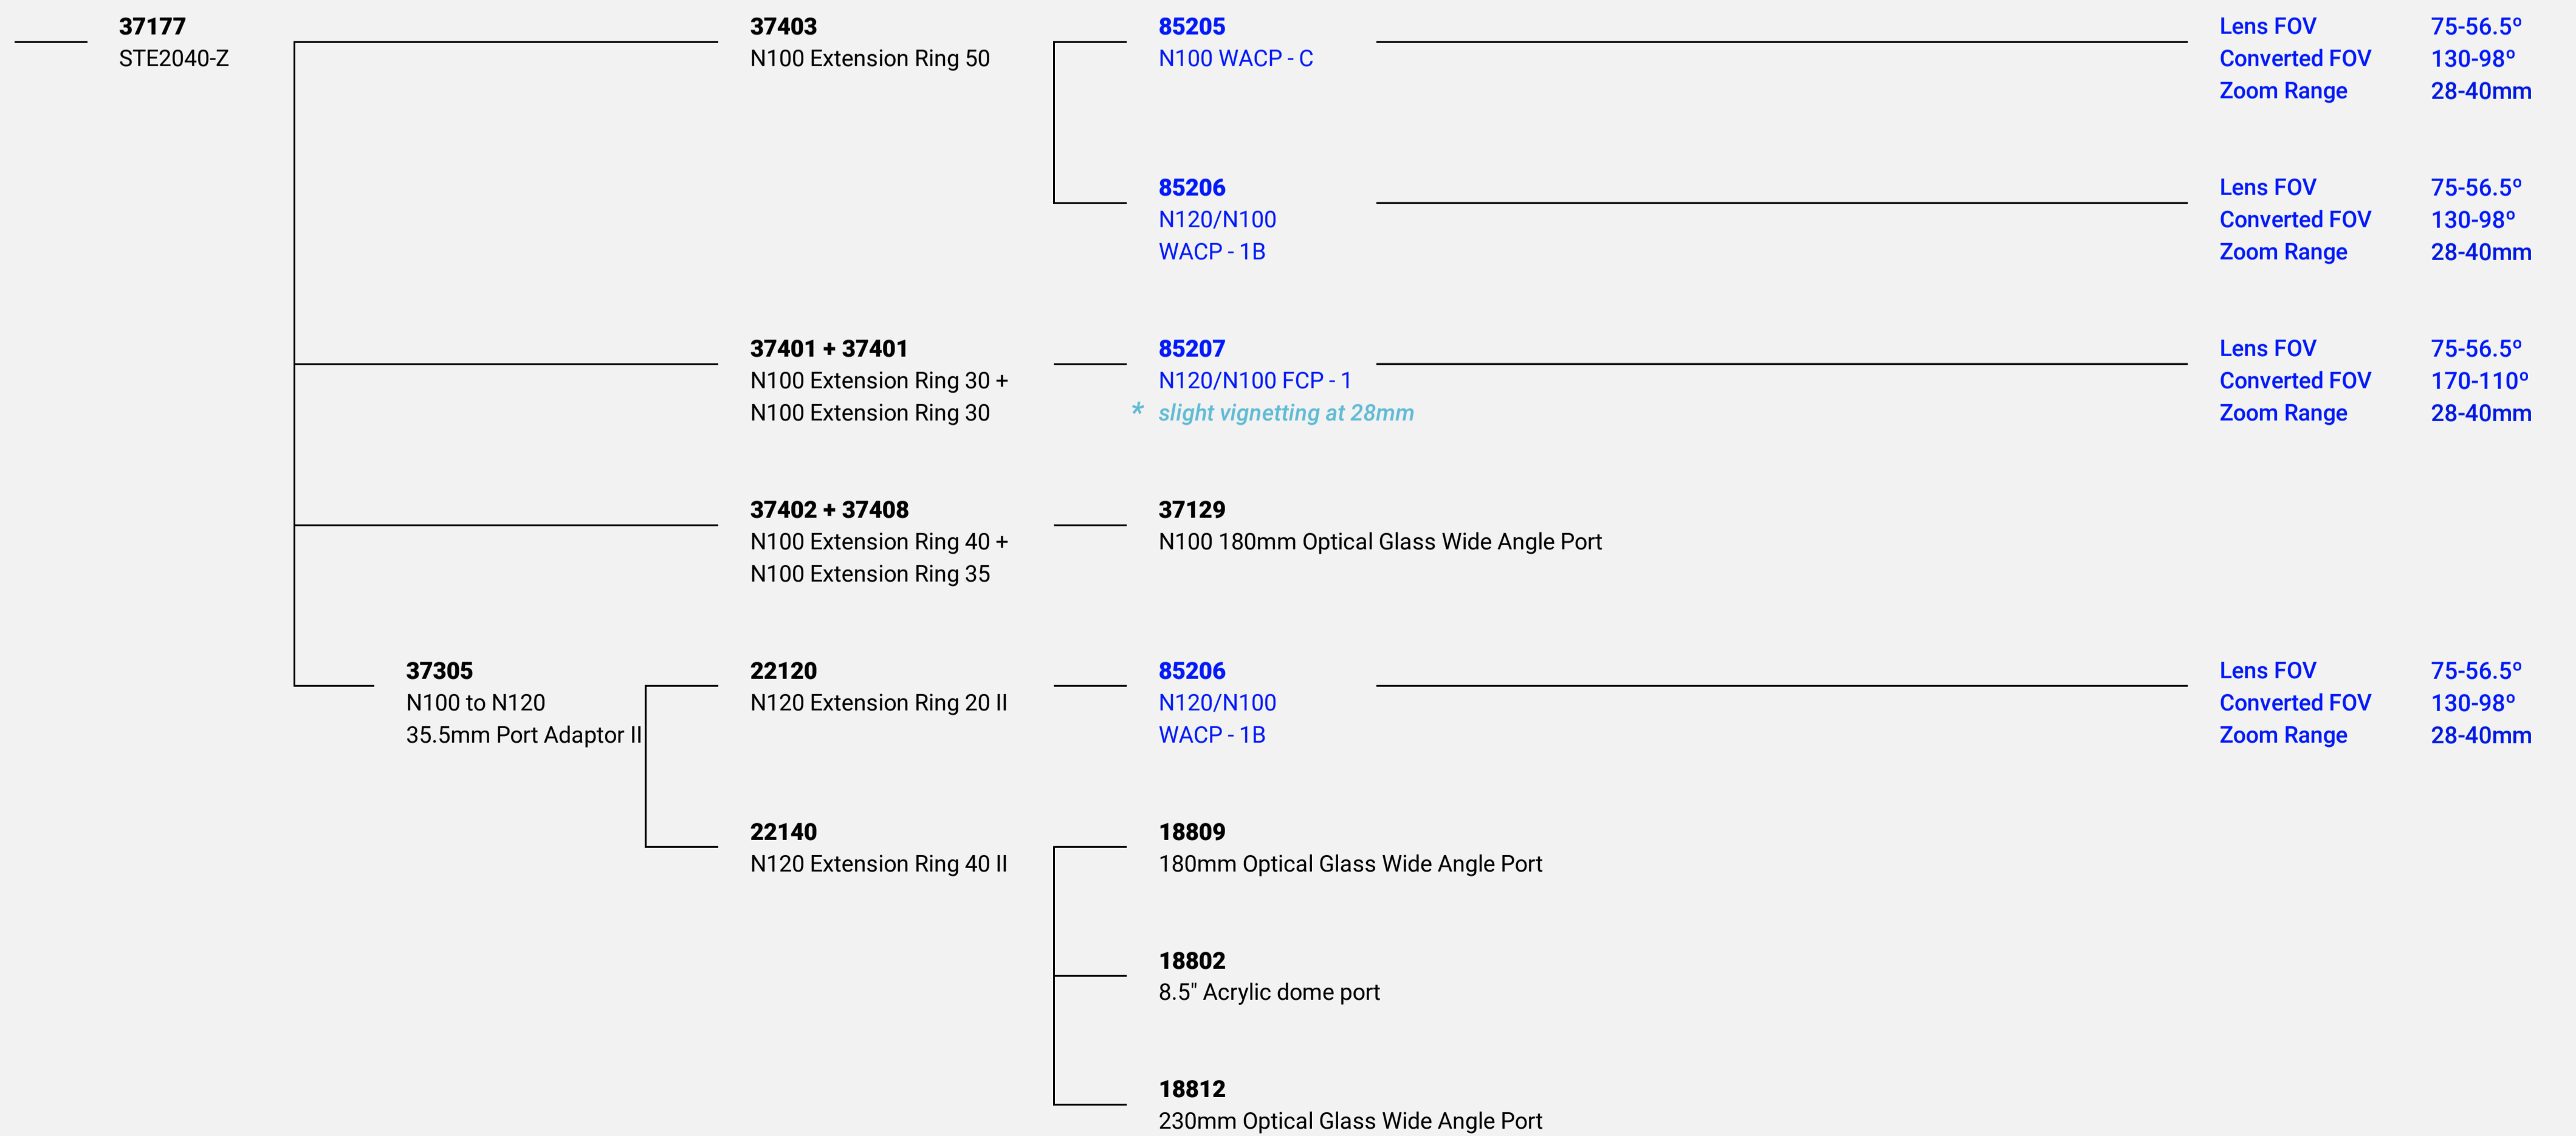 37177
STE2040-Z
37403
N100 Extension Ring 50
85205
N100 WACP - C
Lens FOV 75-56.5º
Converted FOV 130-98º
Zoom Range 28-40mm
85206
N120/N100
WACP - 1B
Lens FOV 75-56.5º
Converted FOV 130-98º
Zoom Range 28-40mm
37401 + 37401
N100 Extension Ring 30 +
N100 Extension Ring 30
85207
N120/N100 FCP - 1
* slight vignetting at 28mm
Lens FOV 75-56.5º
Converted FOV 170-110º
Zoom Range 28-40mm
37402 + 37408
N100 Extension Ring 40 +
N100 Extension Ring 35
37129
N100 180mm Optical Glass Wide Angle Port
37305
N100 to N120
35.5mm Port Adaptor II
22120
N120 Extension Ring 20 II
85206
N120/N100
WACP - 1B
Lens FOV 75-56.5º
Converted FOV 130-98º
Zoom Range 28-40mm
22140
N120 Extension Ring 40 II
18809
180mm Optical Glass Wide Angle Port
18802
8.5" Acrylic dome port
18812
230mm Optical Glass Wide Angle Port